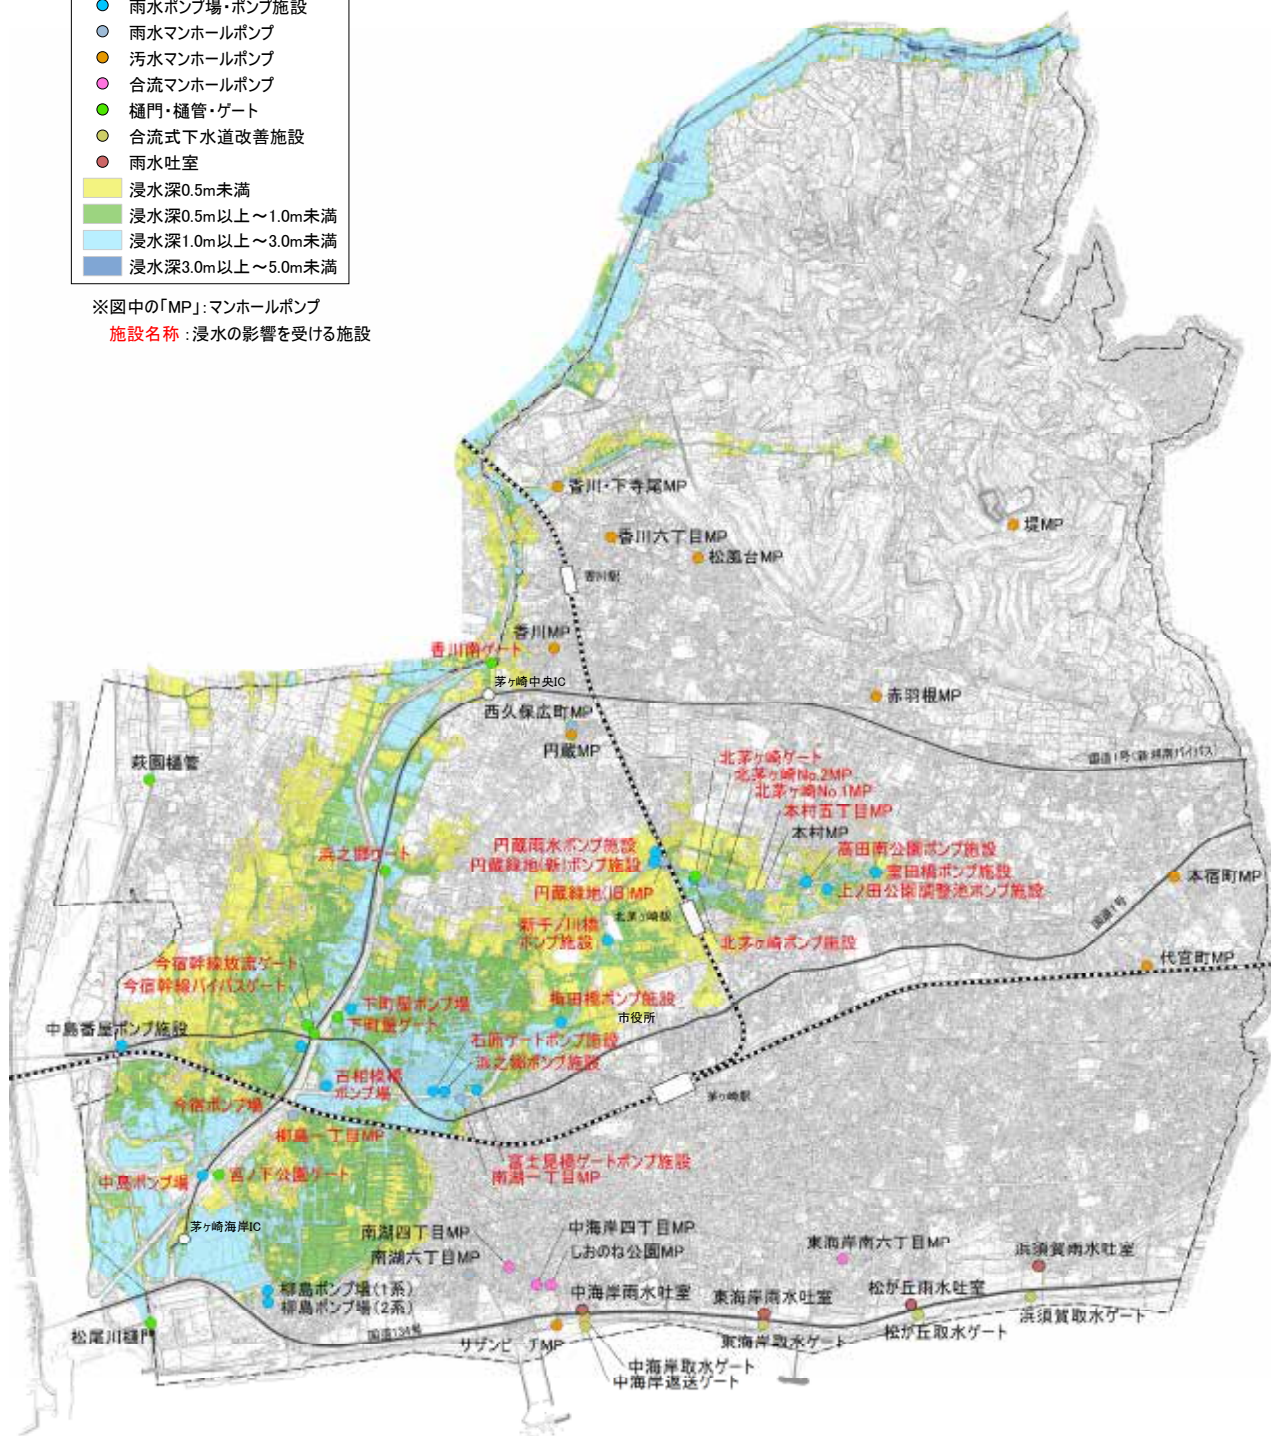 雨水ポンプ場・ポンプ施設
雨水マンホールポンプ
汚水マンホールポンプ
合流マンホールポンプ
樋門・樋管・ゲート
合流式下水道改善施設
雨水吐室
浸水深0.5m未満
浸水深0.5m以上～1.0m未満
浸水深1.0m以上～3.0m未満
浸水深3.0m以上～5.0m未満
※図中の「MP」：マンホールポンプ
施設名称：浸水の影響を受ける施設
香川・下寺尾MP
堤MP
香川六丁目MP
松風台MP
香川駅
香川MP
香川南ゲート
茅ヶ崎中央IC
赤羽根MP
西久保広町MP
円蔵MP
国道1号(新湘南バイパス)
萩園樋管
北茅ヶ崎ゲート
北茅ヶ崎No.2MP
北茅ヶ崎No.1MP
本村五丁目MP
本村MP
円蔵雨水ポンプ施設
高田南公園ポンプ施設
浜之郷ゲート
円蔵緑地(新)ポンプ施設
室田橋ポンプ施設
本宿町MP
円蔵緑地(旧)MP
上ノ田公園調整池ポンプ施設
国道1号
北茅ヶ崎駅
新千ノ川橋
ポンプ施設
北茅ヶ崎ポンプ施設
代官町MP
今宿幹線放流ゲート
今宿幹線バイパスゲート
梅田橋ポンプ施設
下町屋ポンプ場
市役所
下町屋ゲート
中島番屋ポンプ施設
石原ゲートポンプ施設
浜之郷ポンプ施設
古相模橋
ポンプ場
茅ヶ崎駅
今宿ポンプ場
柳島一丁目MP
富士見橋ゲートポンプ施設
南湖一丁目MP
中島ポンプ場
宮ノ下公園ゲート
茅ヶ崎海岸IC
南湖四丁目MP
中海岸四丁目MP
南湖六丁目MP
しおのね公園MP
東海岸南六丁目MP
浜須賀雨水吐室
柳島ポンプ場(1系)
柳島ポンプ場(2系)
中海岸雨水吐室
東海岸雨水吐室
松が丘雨水吐室
浜須賀取水ゲート
松尾川樋門
国道134号
サザンビーチMP
東海岸取水ゲート
松が丘取水ゲート
中海岸取水ゲート
中海岸返送ゲート